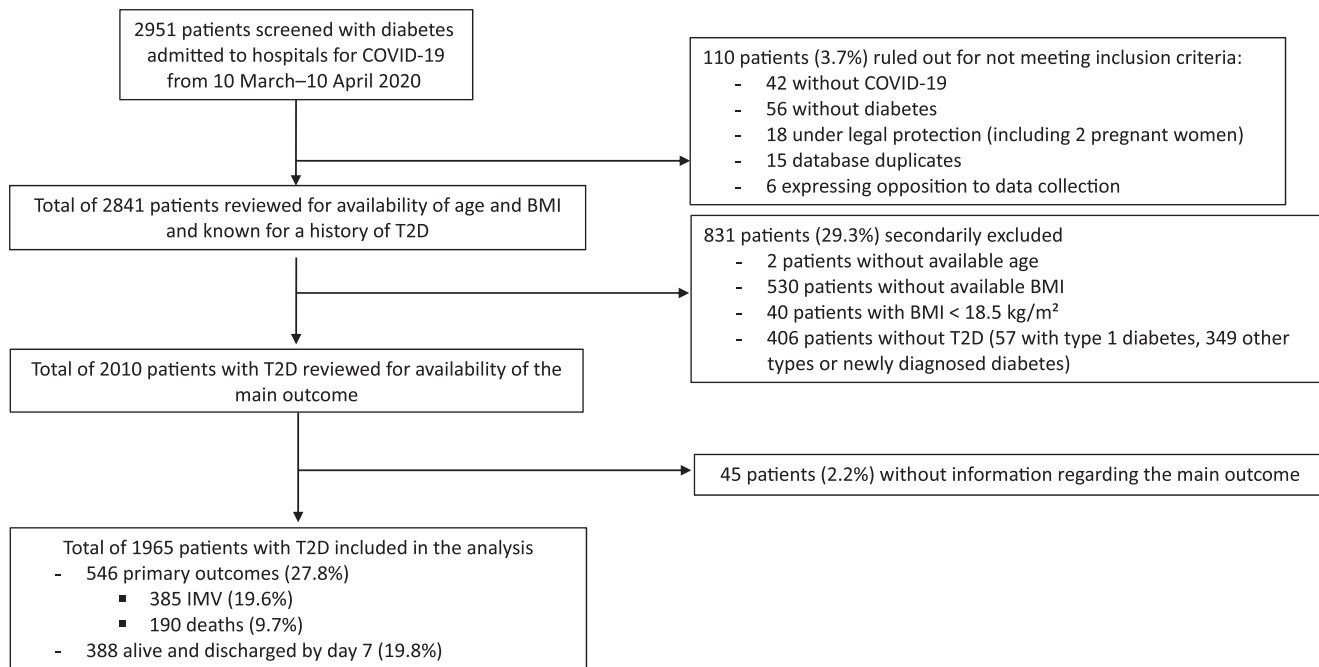 2951 patients screened with diabetes
admitted to hospitals for COVID-19
from 10 March–10 April 2020
110 patients (3.7%) ruled out for not meeting inclusion criteria:
- 42 without COVID-19
- 56 without diabetes
- 18 under legal protection (including 2 pregnant women)
- 15 database duplicates
- 6 expressing opposition to data collection
Total of 2841 patients reviewed for availability of age and BMI
and known for a history of T2D
831 patients (29.3%) secondarily excluded
- 2 patients without available age
- 530 patients without available BMI
- 40 patients with BMI < 18.5 kg/m²
- 406 patients without T2D (57 with type 1 diabetes, 349 other
types or newly diagnosed diabetes)
Total of 2010 patients with T2D reviewed for availability of the
main outcome
45 patients (2.2%) without information regarding the main outcome
Total of 1965 patients with T2D included in the analysis
- 546 primary outcomes (27.8%)
▪ 385 IMV (19.6%)
▪ 190 deaths (9.7%)
- 388 alive and discharged by day 7 (19.8%)